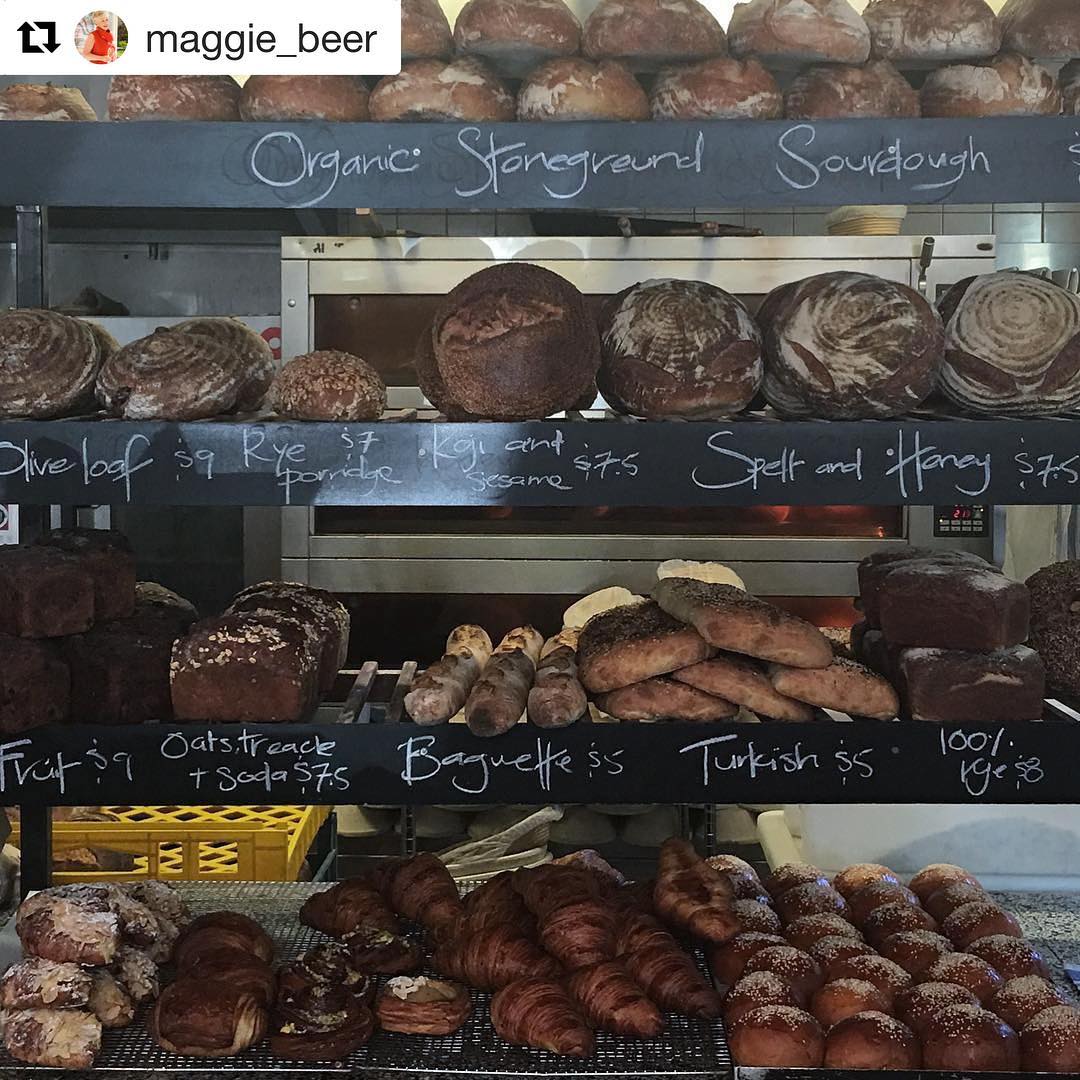 maggie_beer
Organic Stoneground Sourdough
Olive loaf $9 Rye porridge $7 Koji and sesame $7.5 Spelt and Honey $7.5
Fruit $9 Oats, treacle + Soda $7.5 Baguette $5 Turkish $5 100% Rye $8